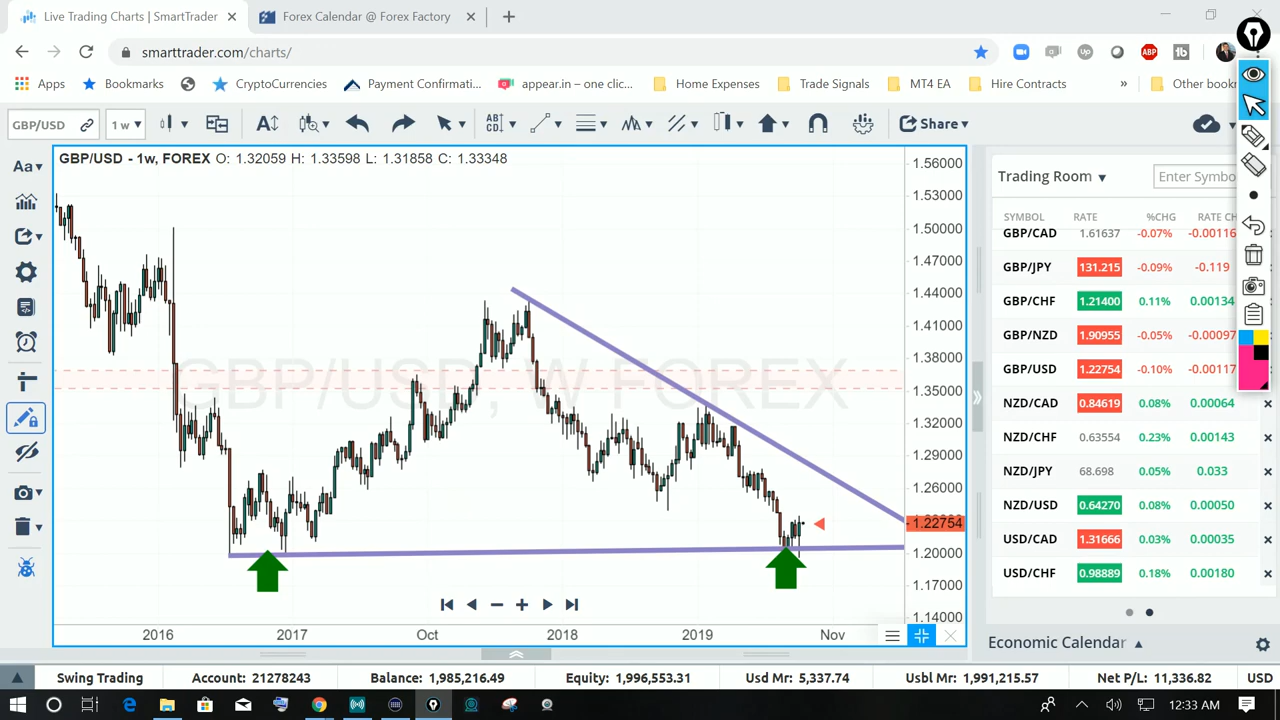 Live Trading Charts | SmartTrader
Forex Calendar @ Forex Factory
smarttrader.com/charts/
ABP
Apps
Bookmarks
CryptoCurrencies
Payment Confirmati...
appear.in – one clic...
Home Expenses
Trade Signals
MT4 EA
Hire Contracts
»
GBP/USD
1 w
Share
Aa
GBP/USD - 1w, FOREX O: 1.32059 H: 1.33598 L: 1.31858 C: 1.33348
GBP/USD, W FOREX
1.56000
1.53000
1.50000
1.47000
1.44000
1.41000
1.38000
1.35000
1.32000
1.29000
1.26000
1.22754
1.20000
1.17000
1.14000
2016 2017 Oct 2018 2019 Nov
Trading Room
Enter Symbo
SYMBOL RATE %CHG RATE CH
GBP/CAD 1.61637 -0.07% -0.00116
GBP/JPY 131.215 -0.09% -0.119
GBP/CHF 1.21400 0.11% 0.00134
GBP/NZD 1.90955 -0.05% -0.00097
GBP/USD 1.22754 -0.10% -0.00117
NZD/CAD 0.84619 0.08% 0.00064
NZD/CHF 0.63554 0.23% 0.00143
NZD/JPY 68.698 0.05% 0.033
NZD/USD 0.64270 0.08% 0.00050
USD/CAD 1.31666 0.03% 0.00035
USD/CHF 0.98889 0.18% 0.00180
Economic Calendar
Swing Trading Account: 21278243 Balance: 1,985,216.49 Equity: 1,996,553.31 Usd Mr: 5,337.74 Usbl Mr: 1,991,215.57 Net P/L: 11,336.82 USD
12:33 AM